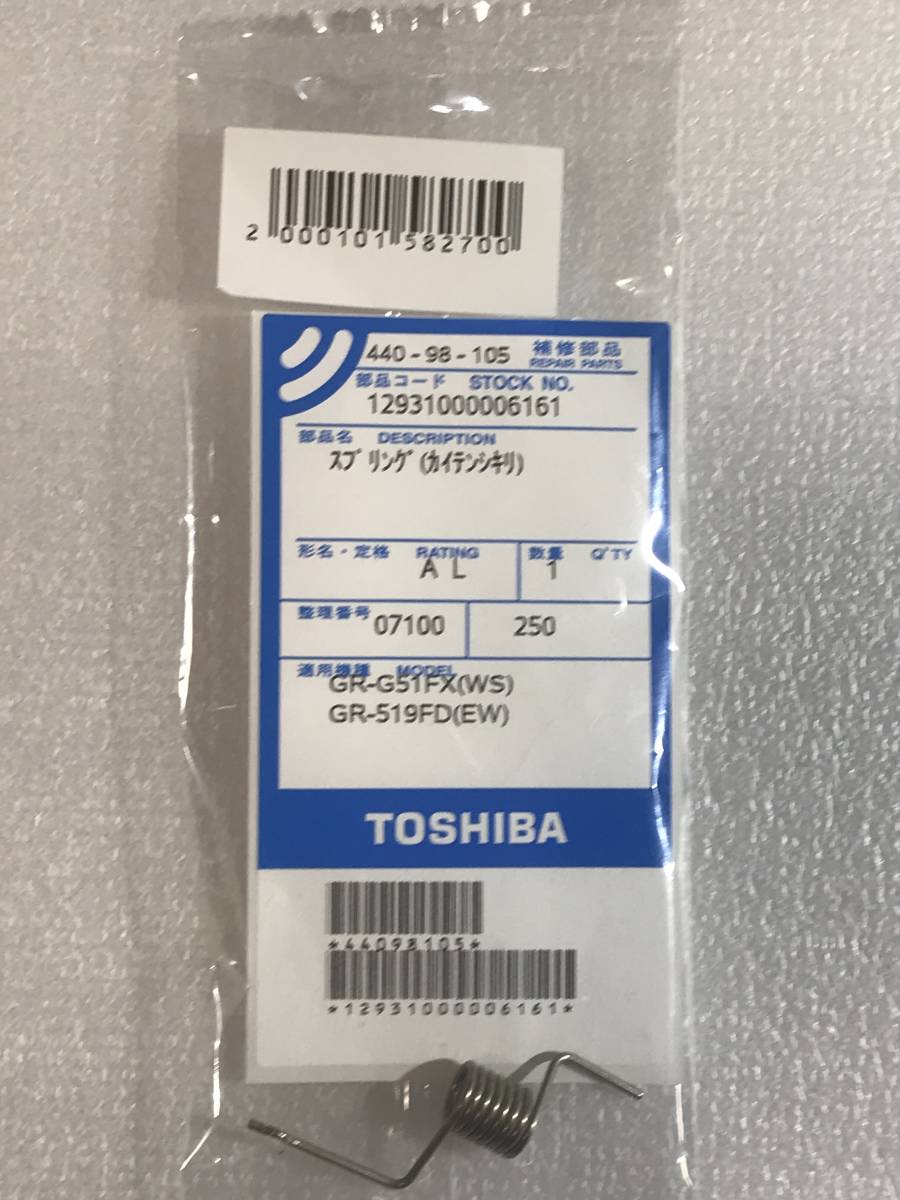 2 000101 582700
440-98-105 補修部品
REPAIR PARTS
部品コード STOCK NO.
12931000006161
部品名 DESCRIPTION
スプリング(カイテンシキリ)
形名・定格 RATING 数量 Q'TY
A L 1
整理番号 07100 250
適用機種 MODEL
GR-G51FX(WS)
GR-519FD(EW)
TOSHIBA
*44098105*
*12931000006161*